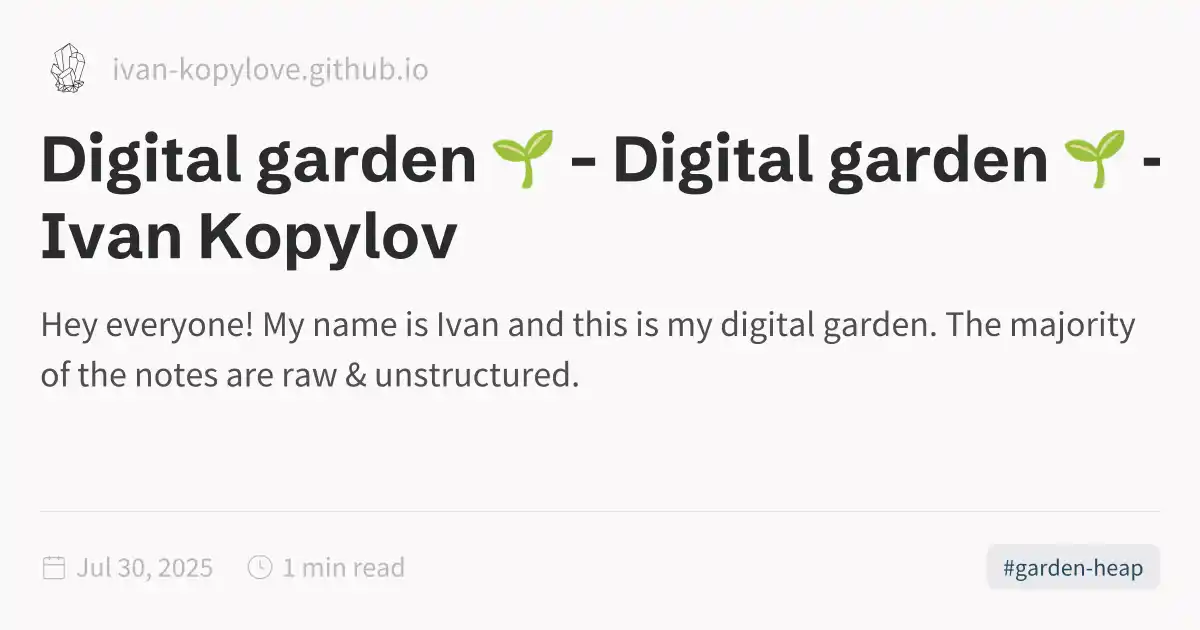 ivan-kopylove.github.io
Digital garden 🌱 - Digital garden 🌱 -
Ivan Kopylov
Hey everyone! My name is Ivan and this is my digital garden. The majority
of the notes are raw & unstructured.
Jul 30, 2025 1 min read #garden-heap